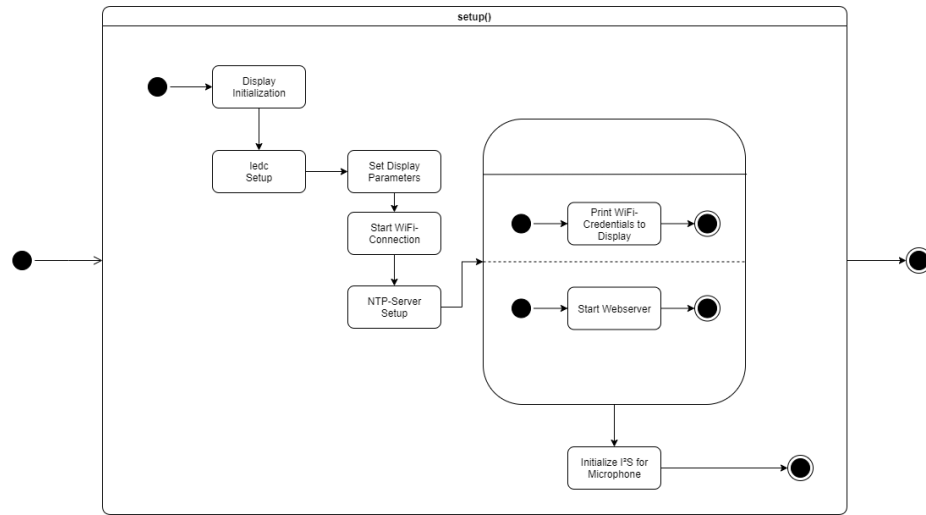 setup()
Display
Initialization
ledc
Setup
Set Display
Parameters
Start WiFi-
Connection
NTP-Server
Setup
Print WiFi-
Credentials to
Display
Start Webserver
Initialize I²S for
Microphone